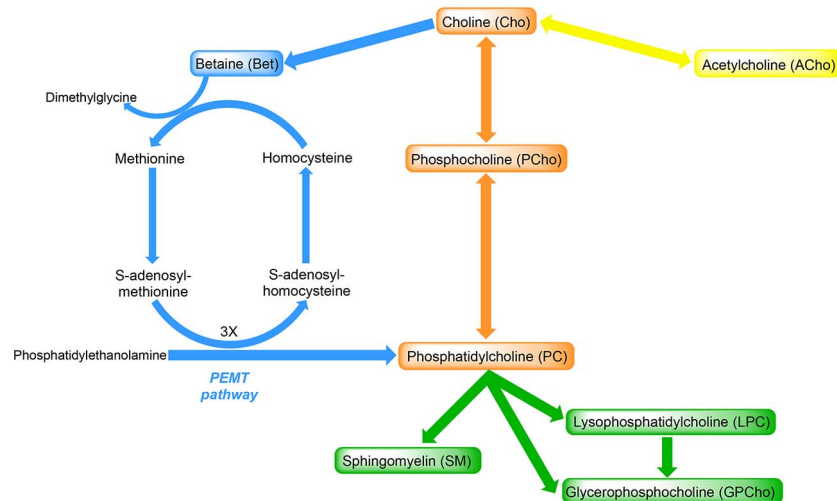 Choline (Cho)
Betaine (Bet)
Acetylcholine (ACho)
Dimethylglycine
Methionine
Homocysteine
Phosphocholine (PCho)
S-adenosyl-
methionine
S-adenosyl-
homocysteine
3X
Phosphatidylethanolamine
Phosphatidylcholine (PC)
PEMT
pathway
Lysophosphatidylcholine (LPC)
Sphingomyelin (SM)
Glycerophosphocholine (GPCho)